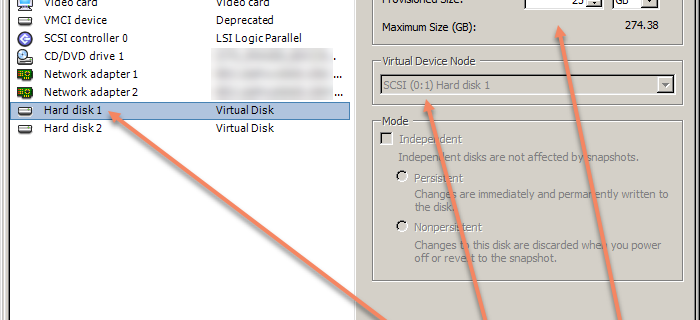 Video card
Video card
VMCI device
Deprecated
SCSI controller 0
LSI Logic Parallel
CD/DVD drive 1
Network adapter 1
Network adapter 2
Hard disk 1
Virtual Disk
Hard disk 2
Virtual Disk
Provisioned Size:
25
GB
Maximum Size (GB):
274.38
Virtual Device Node
SCSI (0:1) Hard disk 1
Mode
Independent
Independent disks are not affected by snapshots.
Persistent
Changes are immediately and permanently written to
the disk.
Nonpersistent
Changes to this disk are discarded when you power
off or revert to the snapshot.